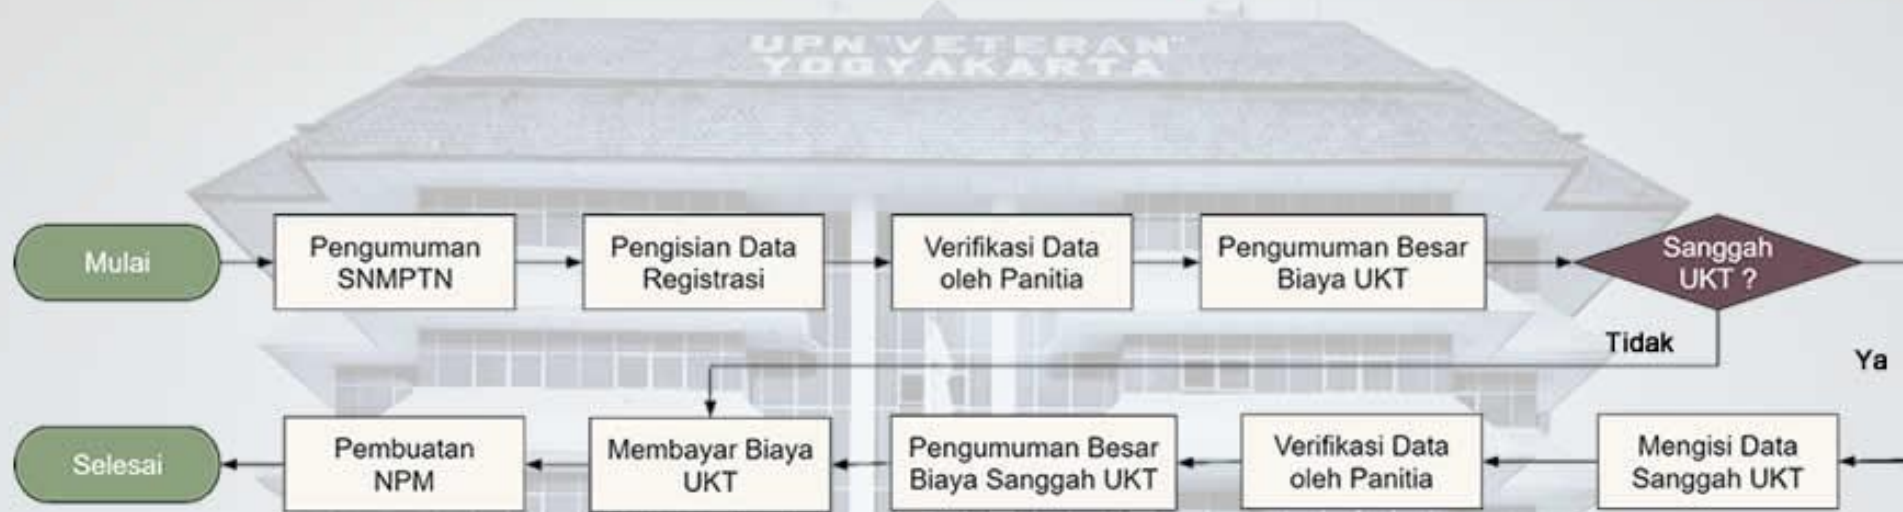 UPN "VETERAN"
YOGYAKARTA
Mulai
Pengumuman
SNMPTN
Pengisian Data
Registrasi
Verifikasi Data
oleh Panitia
Pengumuman Besar
Biaya UKT
Sanggah
UKT ?
Tidak
Ya
Selesai
Pembuatan
NPM
Membayar Biaya
UKT
Pengumuman Besar
Biaya Sanggah UKT
Verifikasi Data
oleh Panitia
Mengisi Data
Sanggah UKT